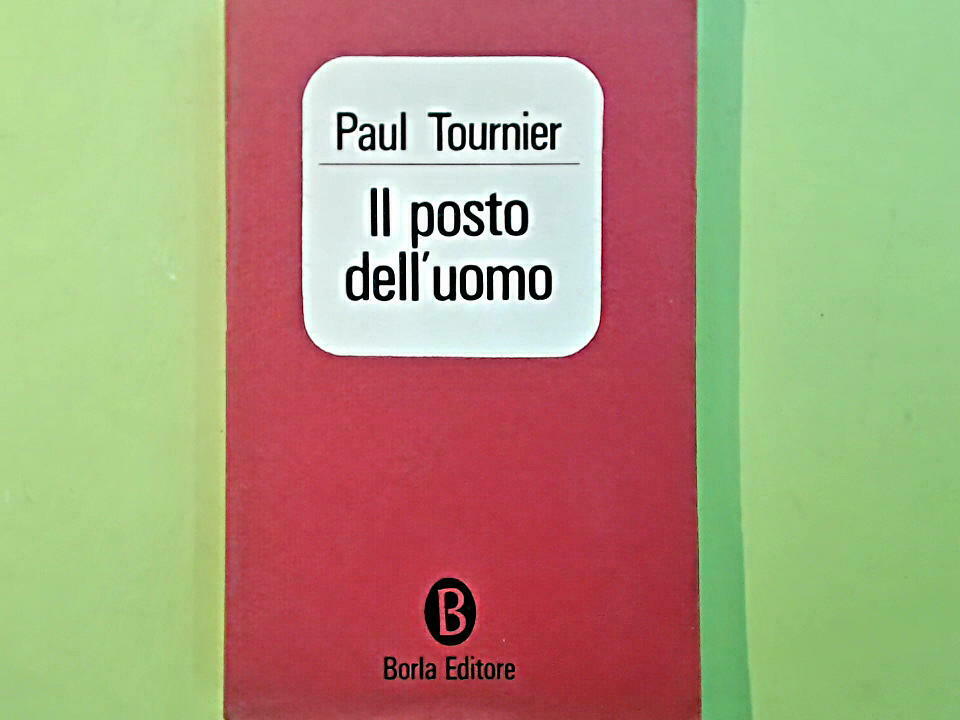 Paul Tournier
Il posto
dell'uomo
B
Borla Editore